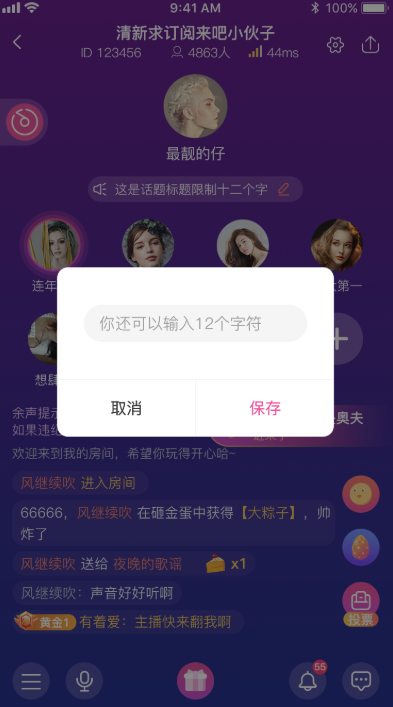 9:41 AM
100%
清新求订阅来吧小伙子
ID 123456
4863人
44ms
最靓的仔
这是话题标题限制十二个字
连年
第一
你还可以输入12个字符
想肆
取消
保存
余声提示
奥夫
如果违
欢迎来到我的房间，希望你玩得开心哈~
风继续吹 进入房间
66666，风继续吹 在砸金蛋中获得【大粽子】，帅
炸了
风继续吹 送给 夜晚的歌谣 x1
风继续吹：声音好好听啊
投票
黄金1 有着爱：主播快来翻我啊
55